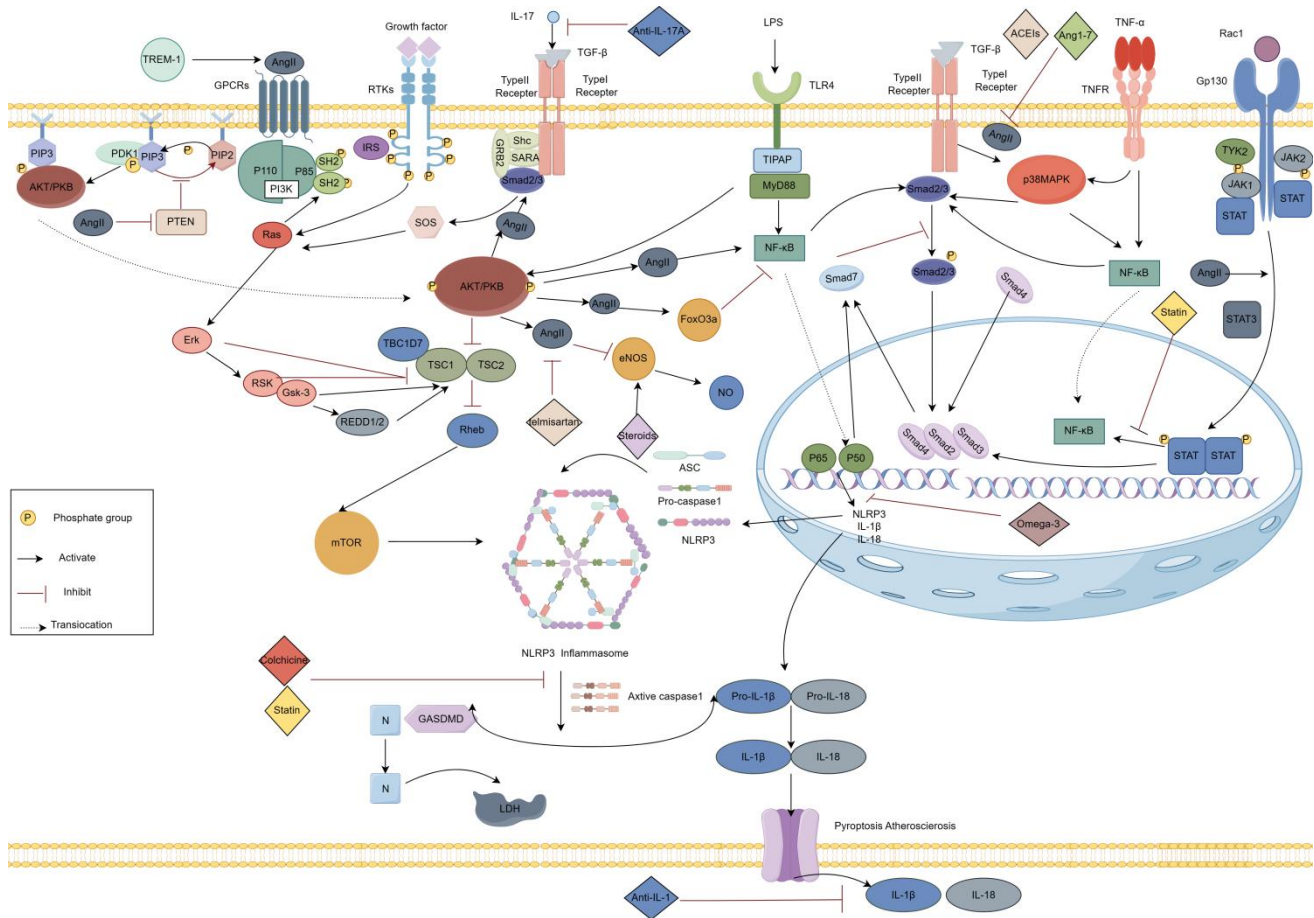 IL-17
Anti-IL-17A
LPS
ACEIs
Ang1-7
TNF-α
Rac1
Growth factor
TREM-1
AngII
TGF-β
TGF-β
GPCRs
RTKs
TypeII
Recepter
TypeI
Recepter
TLR4
TypeII
Recepter
TypeI
Recepter
TNFR
Gp130
AngII
PIP3
PDK1
P
PIP3
P
PIP2
P
AKT/PKB
P110
P85
PI3K
SH2
P
SH2
P
IRS
P
P
P
P
GRB2
Shc
SARA
Smad2/3
TIPAP
MyD88
Smad2/3
p38MAPK
TYK2
P
JAK1
STAT
JAK2
P
STAT
AngII
PTEN
Ras
SOS
AngII
NF-κB
P
Smad2/3
NF-κB
AngII
STAT3
P
AKT/PKB
P
AngII
AngII
AngII
FoxO3a
Smad7
Smad4
Statin
Erk
RSK
Gsk-3
REDD1/2
TBC1D7
TSC1
TSC2
eNOS
NO
Rheb
Telmisartan
Steroids
Smad4
Smad2
Smad3
NF-κB
P
STAT
STAT
P
P65
P50
ASC
Pro-caspase1
NLRP3
NLRP3
IL-1β
IL-18
Omega-3
P
Phosphate group
Activate
Inhibit
Transiocation
mTOR
NLRP3 Inflammasome
Colchicine
Statin
Axtive caspase1
N
GASDMD
Pro-IL-1β
Pro-IL-18
N
LDH
IL-1β
IL-18
Pyroptosis Atheroscierosis
Anti-IL-1
IL-1β
IL-18